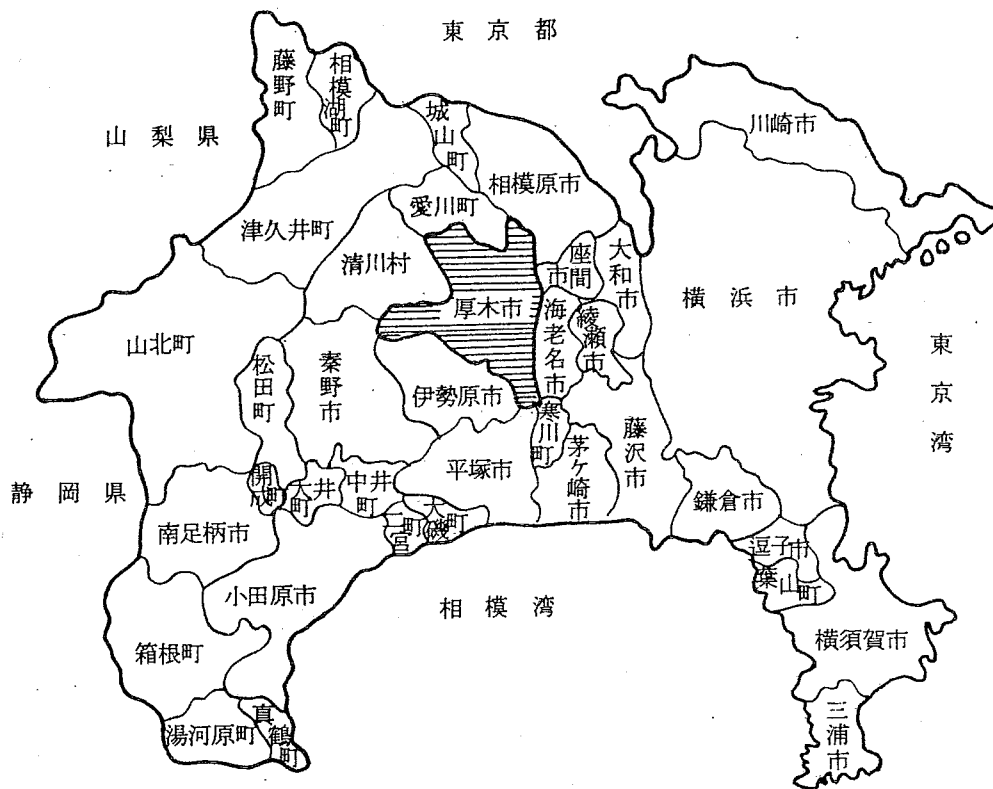 東京都
山梨県
静岡県
東京湾
相模湾
藤野町
相模湖町
城山町
川崎市
相模原市
愛川町
津久井町
清川村
座間市
大和市
横浜市
厚木市
海老名市
綾瀬市
山北町
松田町
秦野市
伊勢原市
寒川町
藤沢市
茅ヶ崎市
平塚市
開成町
大井町
中井町
二宮町
大磯町
鎌倉市
南足柄市
逗子市
葉山町
小田原市
箱根町
横須賀市
湯河原町
真鶴町
三浦市